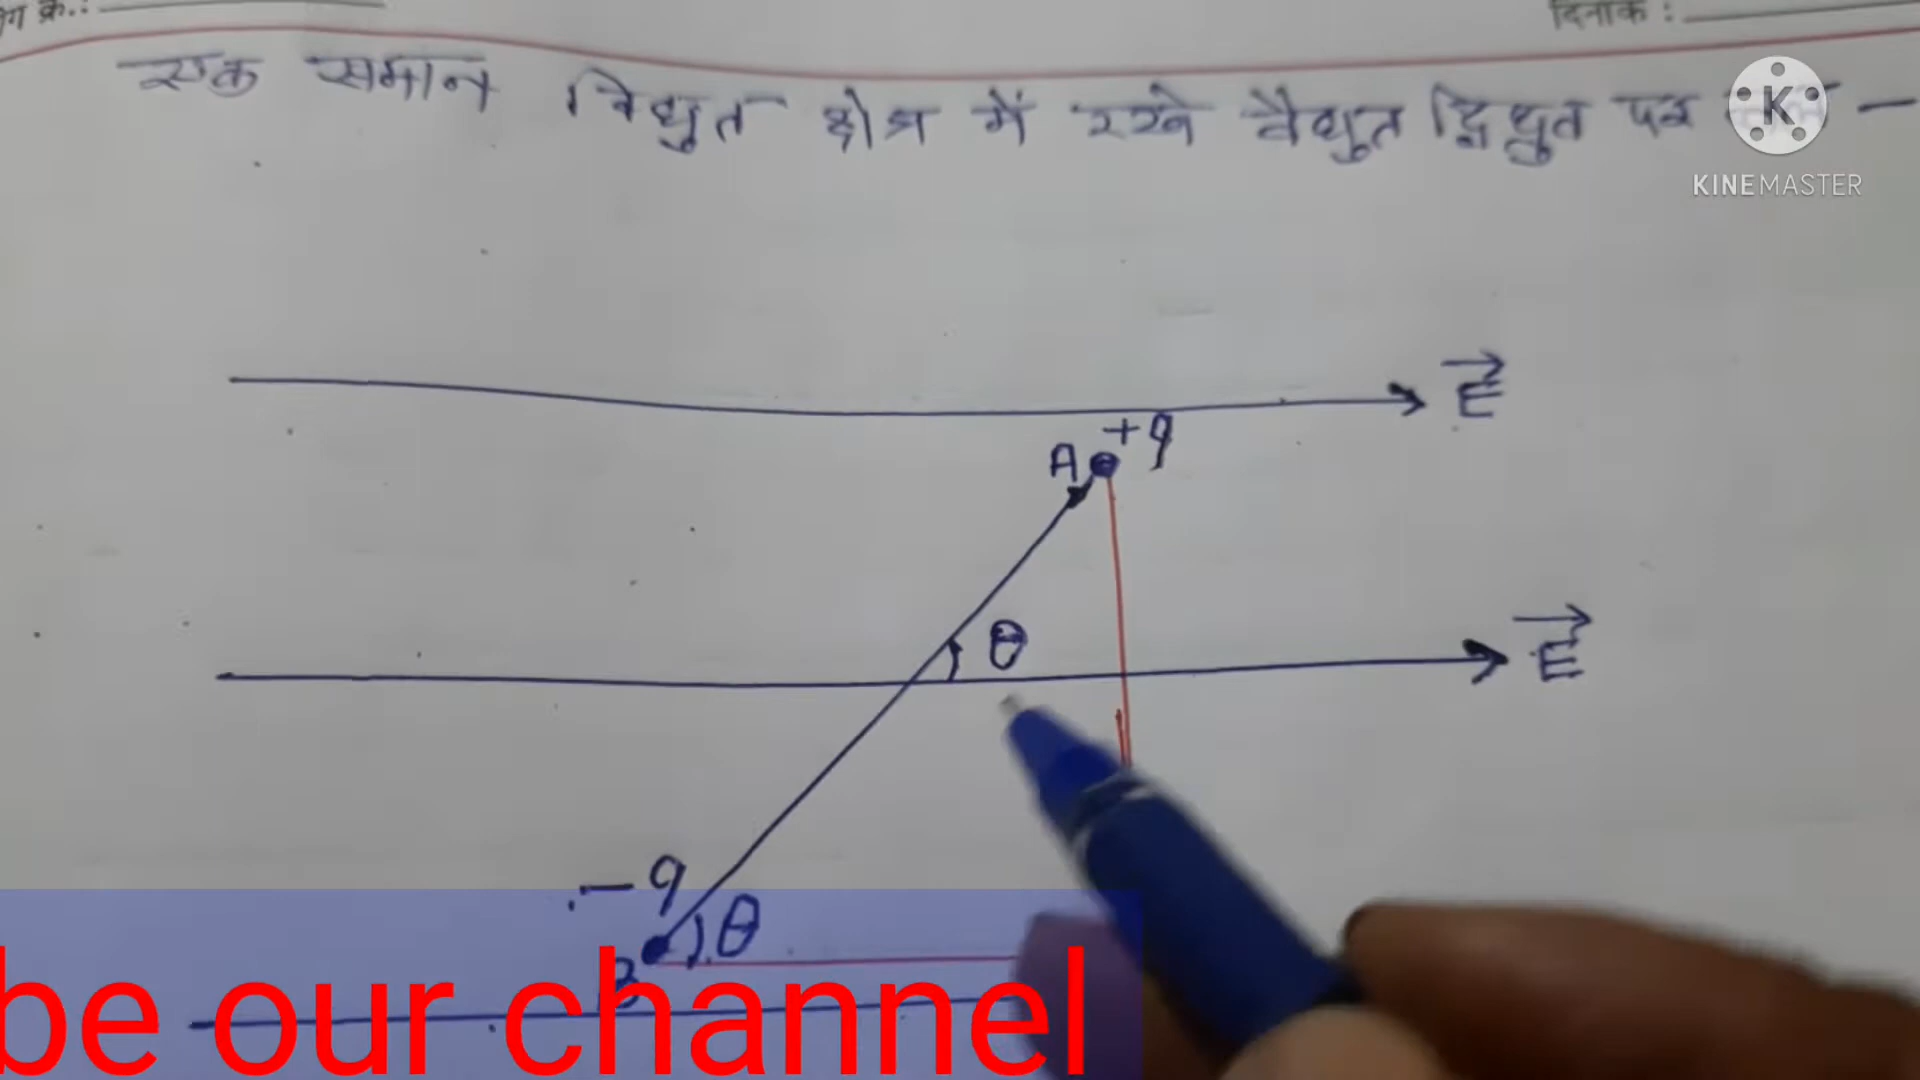 दिनांक :
एक समान विद्युत क्षेत्र में रखे वैद्युत द्विध्रुव पर –
KINEMASTER
E
A +q
θ
E
- q
θ
B
be our channel